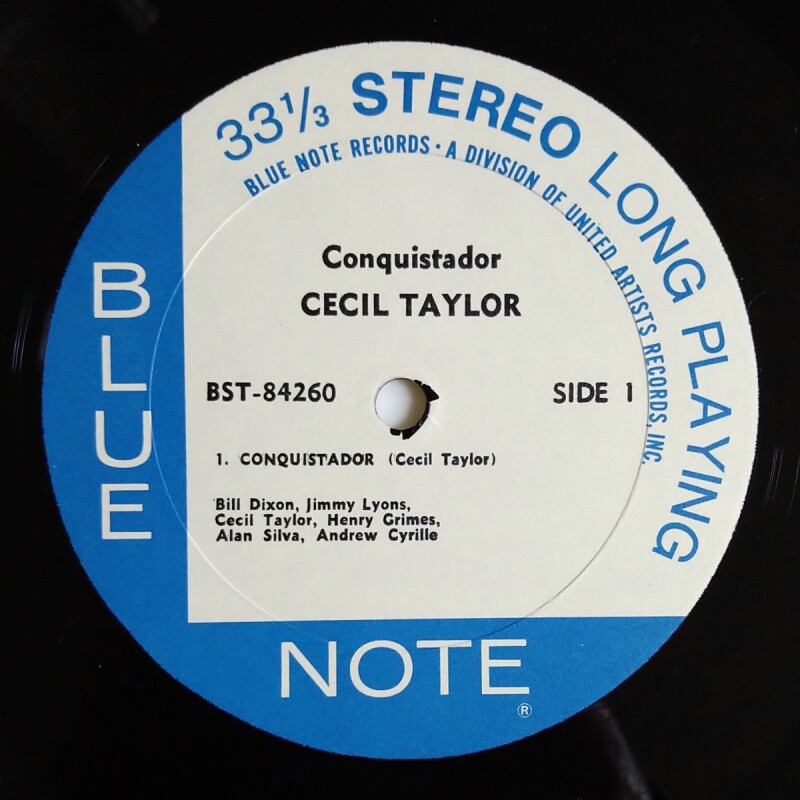 33⅓ STEREO LONG PLAYING
BLUE NOTE RECORDS · A DIVISION OF UNITED ARTISTS RECORDS, INC.
Conquistador
CECIL TAYLOR
BST-84260
SIDE 1
1. CONQUISTADOR (Cecil Taylor)
Bill Dixon, Jimmy Lyons,
Cecil Taylor, Henry Grimes,
Alan Silva, Andrew Cyrille
BLUE
NOTE
®